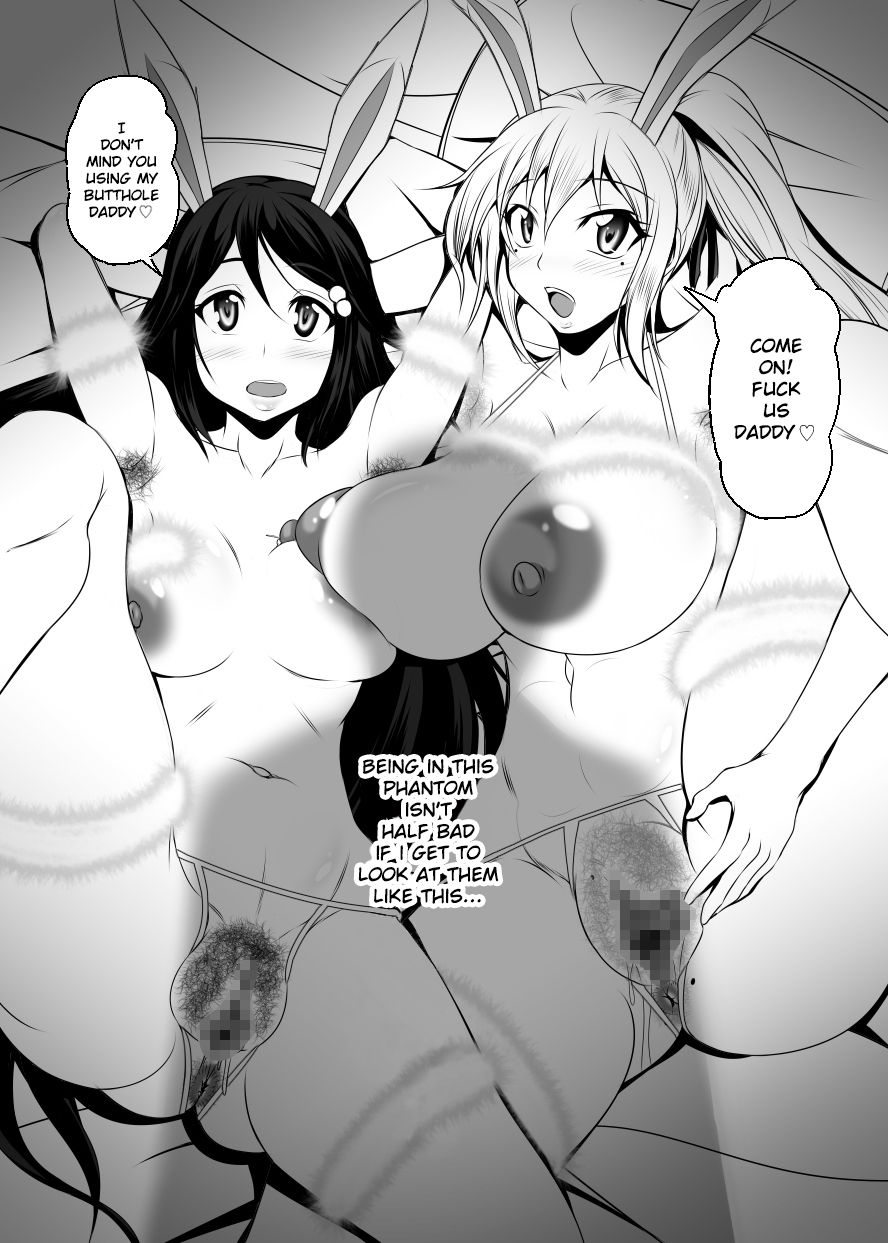 I
DON'T
MIND YOU
USING MY
BUTTHOLE
DADDY♡
COME
ON!
FUCK
US
DADDY♡
BEING IN THIS
PHANTOM
ISN'T
HALF BAD
IF I GET TO
LOOK AT THEM
LIKE THIS...